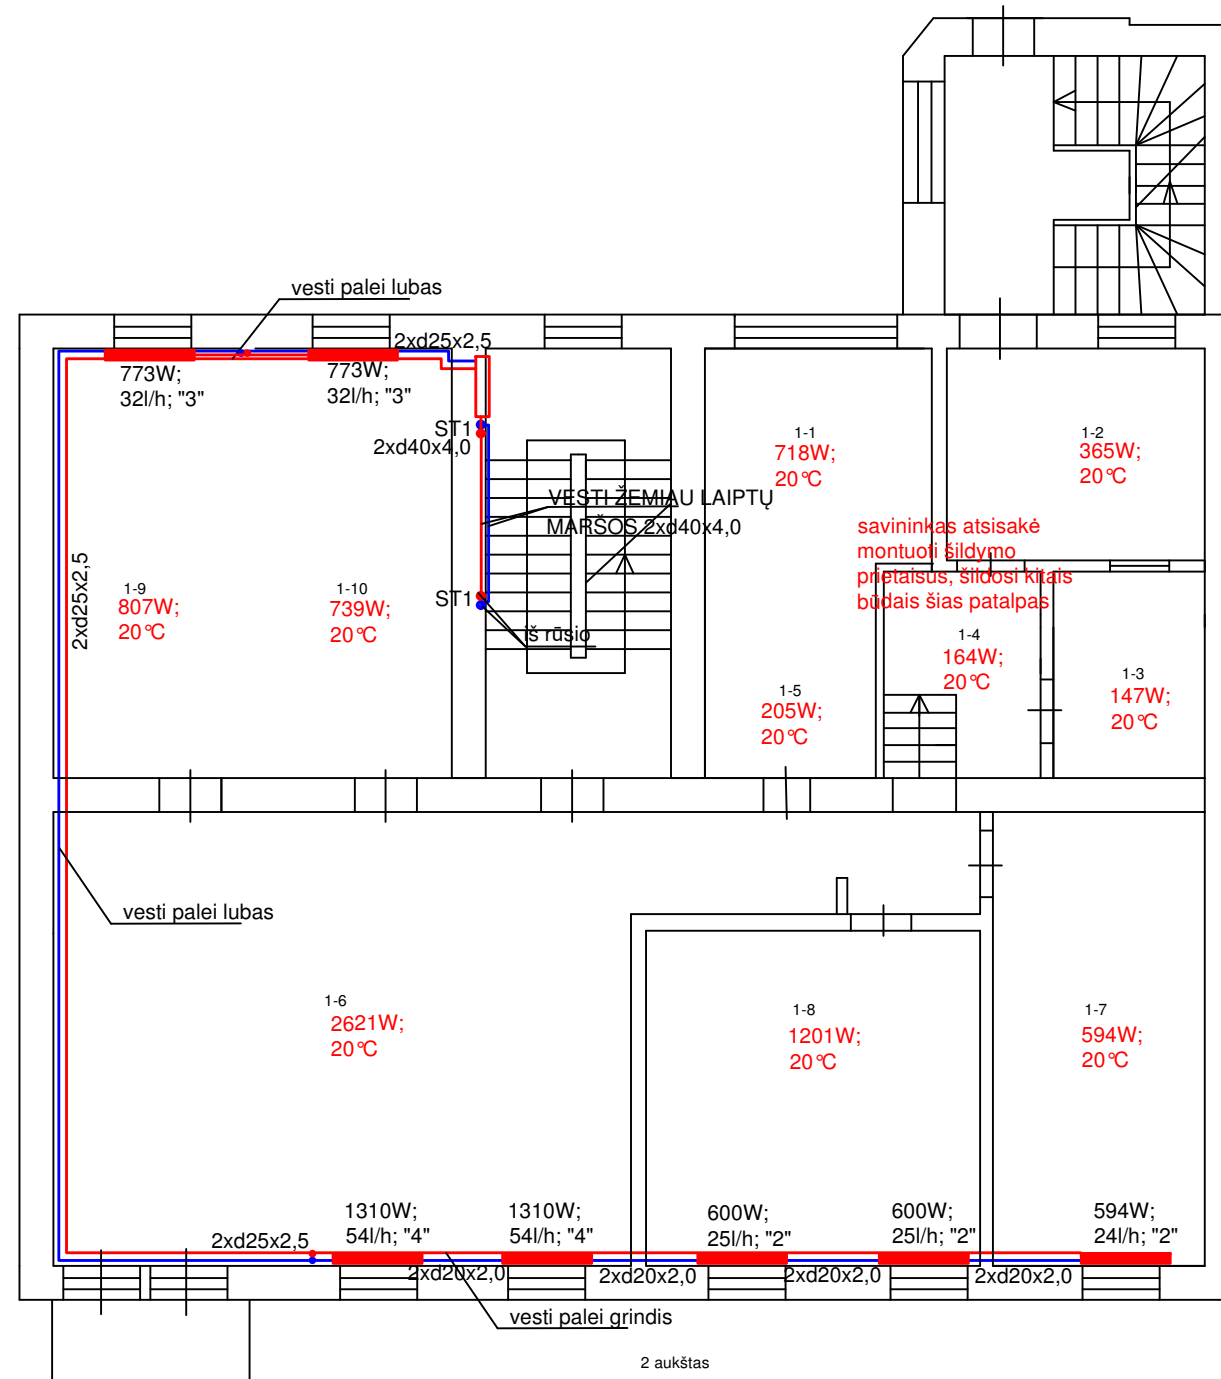 vesti palei lubas
2xd25x2,5
773W;
32l/h; "3"
773W;
32l/h; "3"
ST1
2xd40x4,0
1-1
718W;
20°C
1-2
365W;
20°C
VESTI ŽEMIAU LAIPTŲ
MARŠOS 2xd40x4,0
savininkas atsisakė
montuoti šildymo
prietaisus, šildosi kitais
būdais šias patalpas
2xd25x2,5
1-9
807W;
20°C
1-10
739W;
20°C
ST1
iš rūsio
1-4
164W;
20°C
1-3
147W;
20°C
1-5
205W;
20°C
vesti palei lubas
1-6
2621W;
20°C
1-8
1201W;
20°C
1-7
594W;
20°C
1310W;
54l/h; "4"
1310W;
54l/h; "4"
600W;
25l/h; "2"
600W;
25l/h; "2"
594W;
24l/h; "2"
2xd25x2,5
2xd20x2,0
2xd20x2,0
2xd20x2,0
2xd20x2,0
vesti palei grindis
2 aukštas